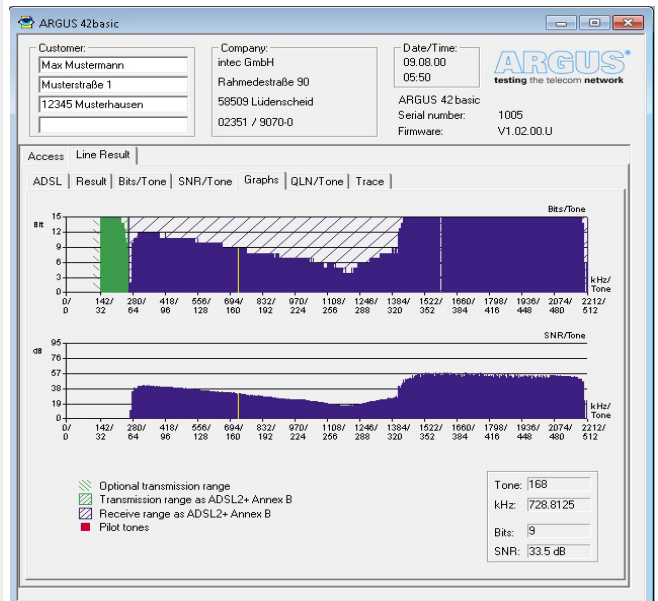 ARGUS 42basic
Customer:
Max Mustermann
Musterstraße 1
12345 Musterhausen
Company:
intec GmbH
Rahmedestraße 90
58509 Lüdenscheid
02351 / 9070-0
Date/Time:
09.08.00
05:50
ARGUS 42 basic
Serial number: 1005
Firmware: V1.02.00.U
ARGUS®
testing the telecom network
Access Line Result
ADSL Result Bits/Tone SNR/Tone Graphs QLN/Tone Trace
Bits/Tone
Bit
15
12
9
6
3
0
kHz/
Tone
0/ 142/ 280/ 418/ 556/ 694/ 832/ 970/ 1108/ 1246/ 1384/ 1522/ 1660/ 1798/ 1936/ 2074/ 2212/
0 32 64 96 128 160 192 224 256 288 320 352 384 416 448 480 512
SNR/Tone
dB
95
76
57
38
19
0
kHz/
Tone
0/ 142/ 280/ 418/ 556/ 694/ 832/ 970/ 1108/ 1246/ 1384/ 1522/ 1660/ 1798/ 1936/ 2074/ 2212/
0 32 64 96 128 160 192 224 256 288 320 352 384 416 448 480 512
Optional transmission range
Transmission range as ADSL2+ Annex B
Receive range as ADSL2+ Annex B
Pilot tones
Tone: 168
kHz: 728.8125
Bits: 9
SNR: 33.5 dB